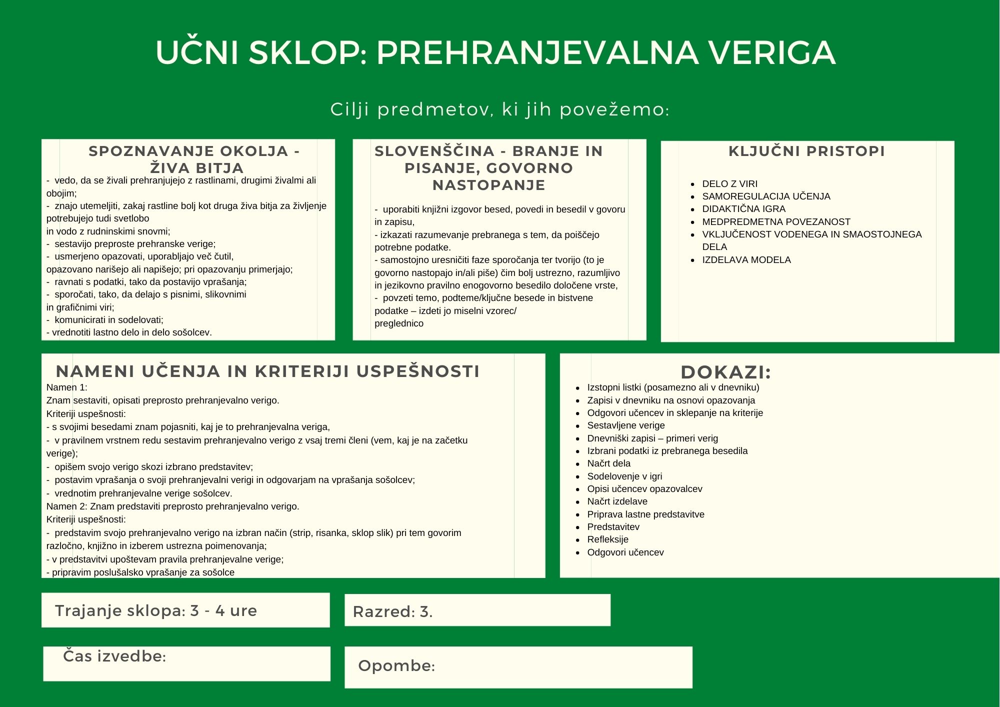 UČNI SKLOP: PREHRANJEVALNA VERIGA
Cilji predmetov, ki jih povežemo:
SPOZNAVANJE OKOLJA -
ŽIVA BITJA
- vedo, da se živali prehranjujejo z rastlinami, drugimi živalmi ali
obojim;
- znajo utemeljiti, zakaj rastline bolj kot druga živa bitja za življenje
potrebujejo tudi svetlobo
in vodo z rudninskimi snovmi;
- sestavijo preproste prehranske verige;
- usmerjeno opazovati, uporabljajo več čutil,
opazovano narišejo ali napišejo; pri opazovanju primerjajo;
- ravnati s podatki, tako da postavijo vprašanja;
- sporočati, tako, da delajo s pisnimi, slikovnimi
in grafičnimi viri;
- komunicirati in sodelovati;
- vrednotiti lastno delo in delo sošolcev.
SLOVENŠČINA - BRANJE IN
PISANJE, GOVORNO
NASTOPANJE
- uporabiti knjižni izgovor besed, povedi in besedil v govoru
in zapisu,
- izkazati razumevanje prebranega s tem, da poiščejo
potrebne podatke.
- samostojno uresničiti faze sporočanja ter tvorijo (to je
govorno nastopajo in/ali piše) čim bolj ustrezno, razumljivo
in jezikovno pravilno enogovorno besedilo določene vrste,
- povzeti temo, podteme/ključne besede in bistvene
podatke – izdeti jo miselni vzorec/
preglednico
KLJUČNI PRISTOPI
• DELO Z VIRI
• SAMOREGULACIJA UČENJA
• DIDAKTIČNA IGRA
• MEDPREDMETNA POVEZANOST
• VKLJUČENOST VODENEGA IN SMAOSTOJNEGA
DELA
• IZDELAVA MODELA
NAMENI UČENJA IN KRITERIJI USPEŠNOSTI
Namen 1:
Znam sestaviti, opisati preprosto prehranjevalno verigo.
Kriteriji uspešnosti:
- s svojimi besedami znam pojasniti, kaj je to prehranjevalna veriga,
- v pravilnem vrstnem redu sestavim prehranjevalno verigo z vsaj tremi členi (vem, kaj je na začetku
verige);
- opišem svojo verigo skozi izbrano predstavitev;
- postavim vprašanja o svoji prehranjevalni verigi in odgovarjam na vprašanja sošolcev;
- vrednotim prehranjevalne verige sošolcev.
Namen 2: Znam predstaviti preprosto prehranjevalno verigo.
Kriteriji uspešnosti:
- predstavim svojo prehranjevalno verigo na izbran način (strip, risanka, sklop slik) pri tem govorim
razločno, knjižno in izberem ustrezna poimenovanja;
- v predstavitvi upoštevam pravila prehranjevalne verige;
- pripravim poslušalsko vprašanje za sošolce
DOKAZI:
• Izstopni listki (posamezno ali v dnevniku)
• Zapisi v dnevniku na osnovi opazovanja
• Odgovori učencev in sklepanje na kriterije
• Sestavljene verige
• Dnevniški zapisi – primeri verig
• Izbrani podatki iz prebranega besedila
• Načrt dela
• Sodelovenje v igri
• Opisi učencev opazovalcev
• Načrt izdelave
• Priprava lastne predstavitve
• Predstavitev
• Refleksije
• Odgovori učencev
Trajanje sklopa: 3 - 4 ure
Razred: 3.
Čas izvedbe:
Opombe: